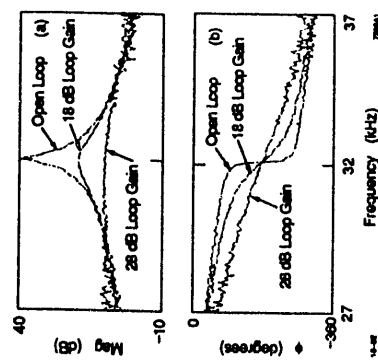 (a)
40
Mag (dB)
-10
Open Loop
18 dB Loop Gain
28 dB Loop Gain
(b)
0
ϕ (degrees)
-360
Open Loop
18 dB Loop Gain
28 dB Loop Gain
27
32
37
Frequency (kHz)